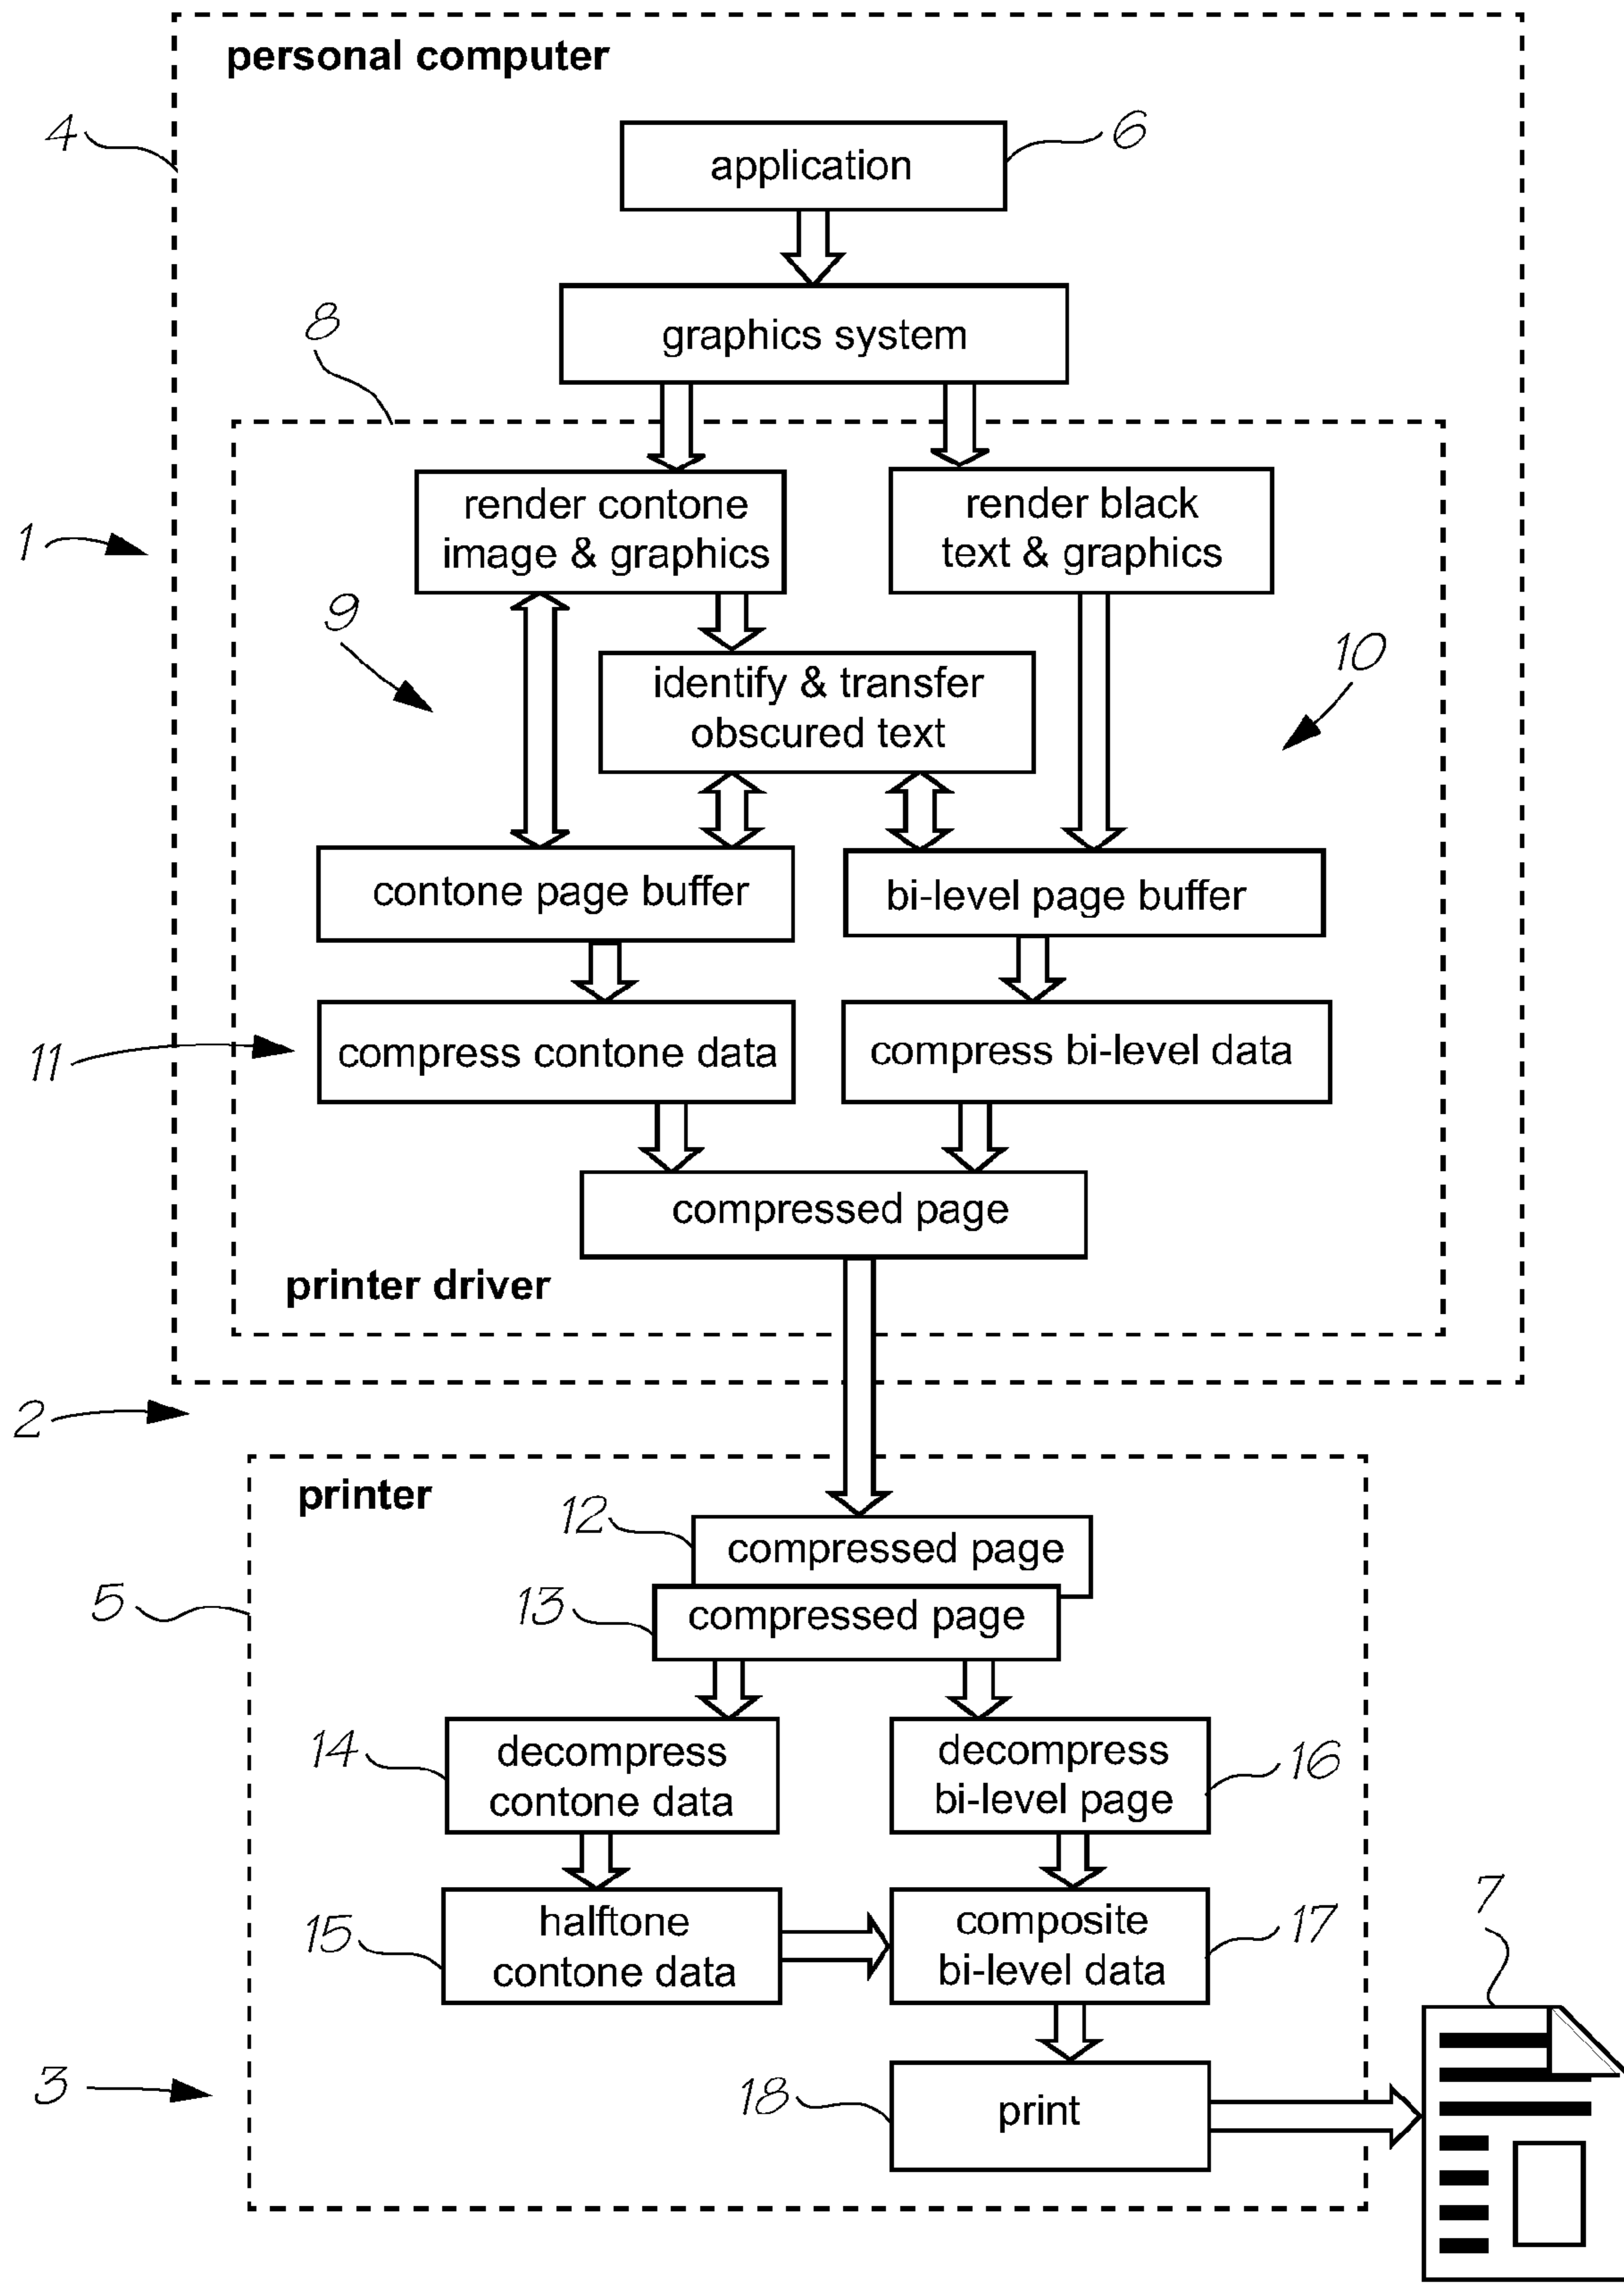 personal computer
4
6
application
8
graphics system
1
render contone
image & graphics
render black
text & graphics
9
10
identify & transfer
obscured text
contone page buffer
bi-level page buffer
11
compress contone data
compress bi-level data
compressed page
printer driver
2
printer
12
compressed page
5
13
compressed page
14
decompress
contone data
decompress
bi-level page
16
15
halftone
contone data
composite
bi-level data
17
7
3
18
print